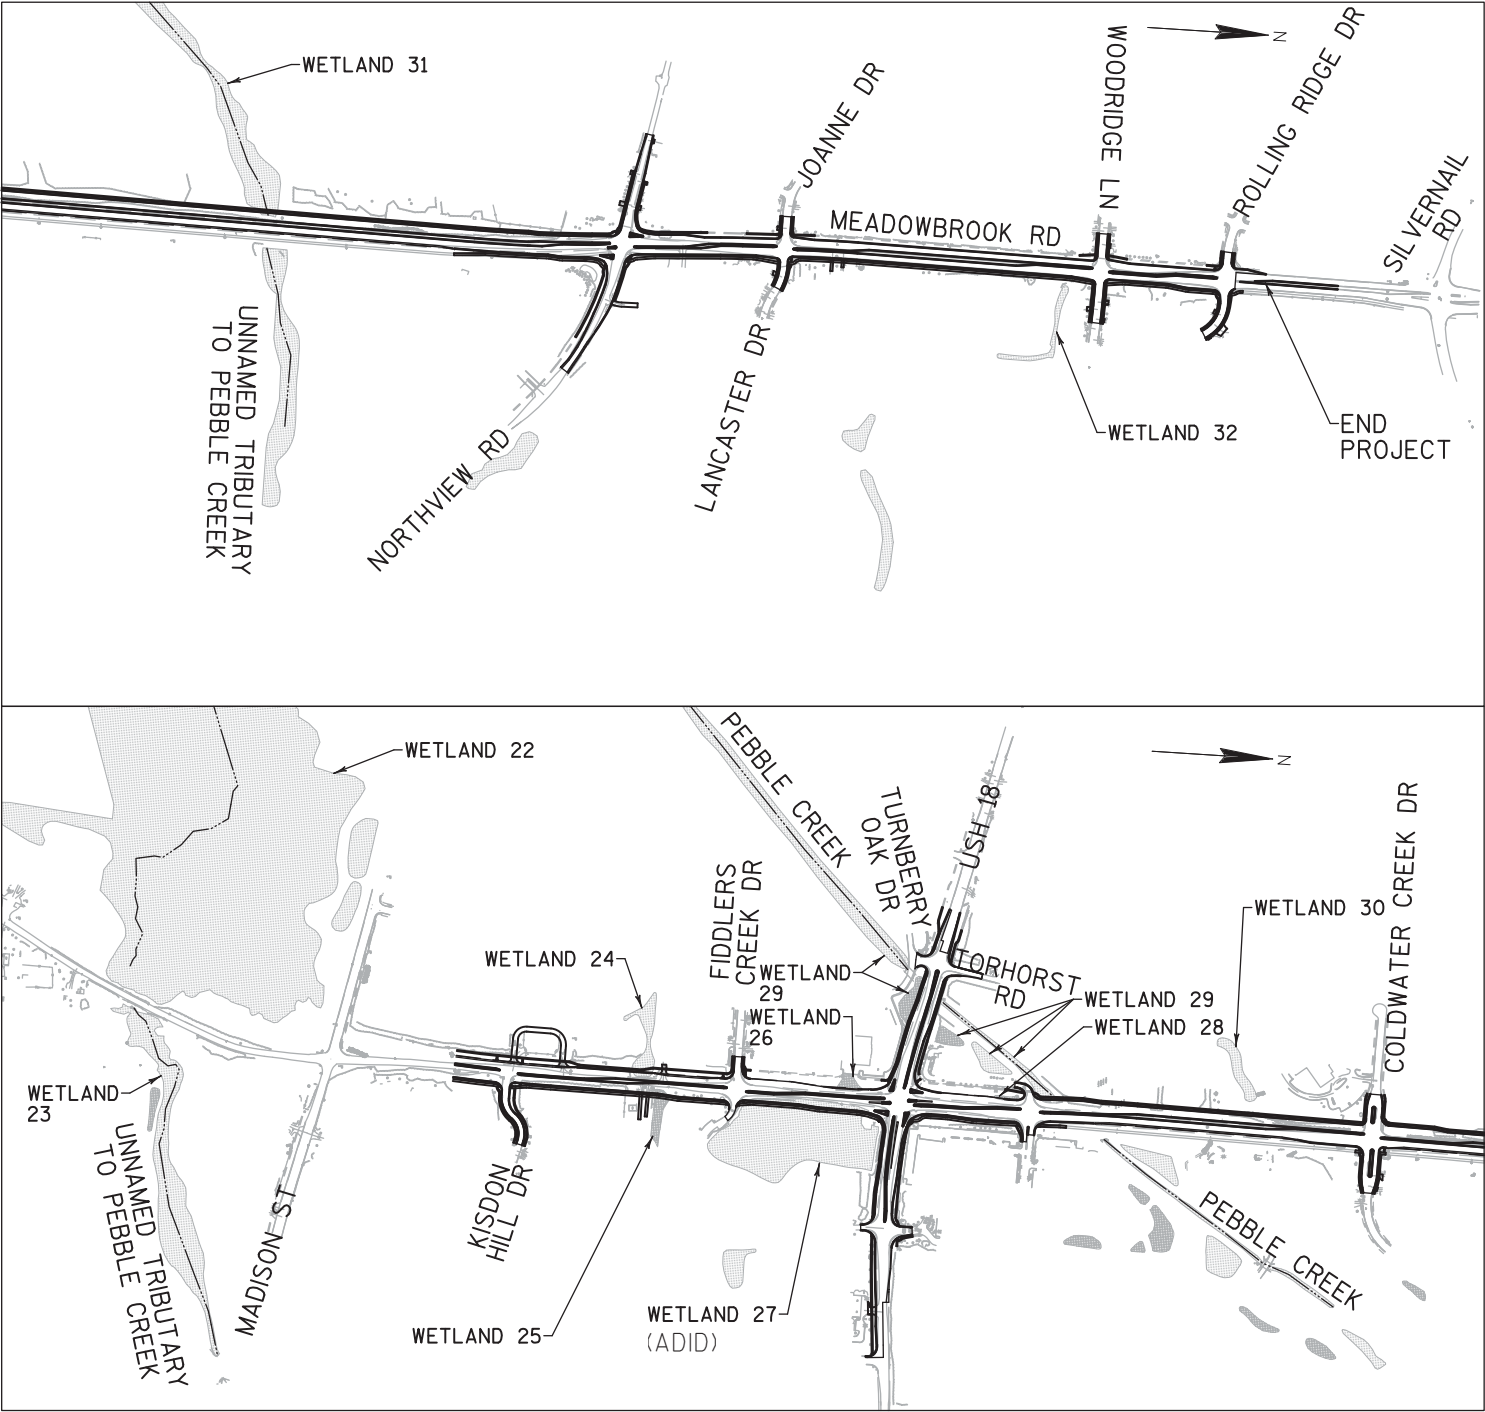 WETLAND 31
JOANNE DR
WOODRIDGE LN
N
ROLLING RIDGE DR
SILVERNAIL
RD
MEADOWBROOK RD
UNNAMED TRIBUTARY
TO PEBBLE CREEK
NORTHVIEW RD
LANCASTER DR
WETLAND 32
END
PROJECT
WETLAND 22
PEBBLE CREEK
TURNBERRY
OAK DR
USH 18
N
COLDWATER CREEK DR
FIDDLERS
CREEK DR
WETLAND 24
WETLAND
29
WETLAND
26
TORHORST
RD
WETLAND 29
WETLAND 28
WETLAND 30
WETLAND
23
UNNAMED TRIBUTARY
TO PEBBLE CREEK
MADISON ST
KISDON
HILL DR
WETLAND 25
WETLAND 27
(ADID)
PEBBLE CREEK